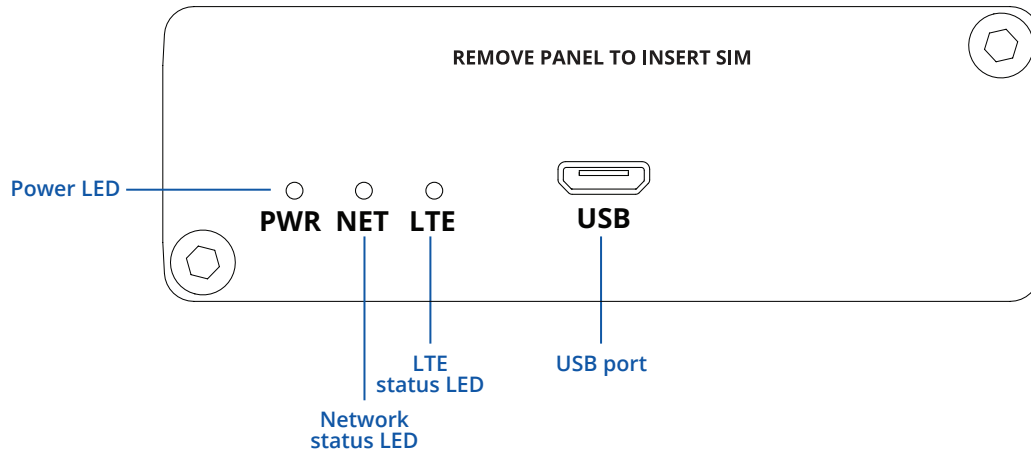 REMOVE PANEL TO INSERT SIM
Power LED
PWR NET LTE
USB
LTE
status LED
USB port
Network
status LED